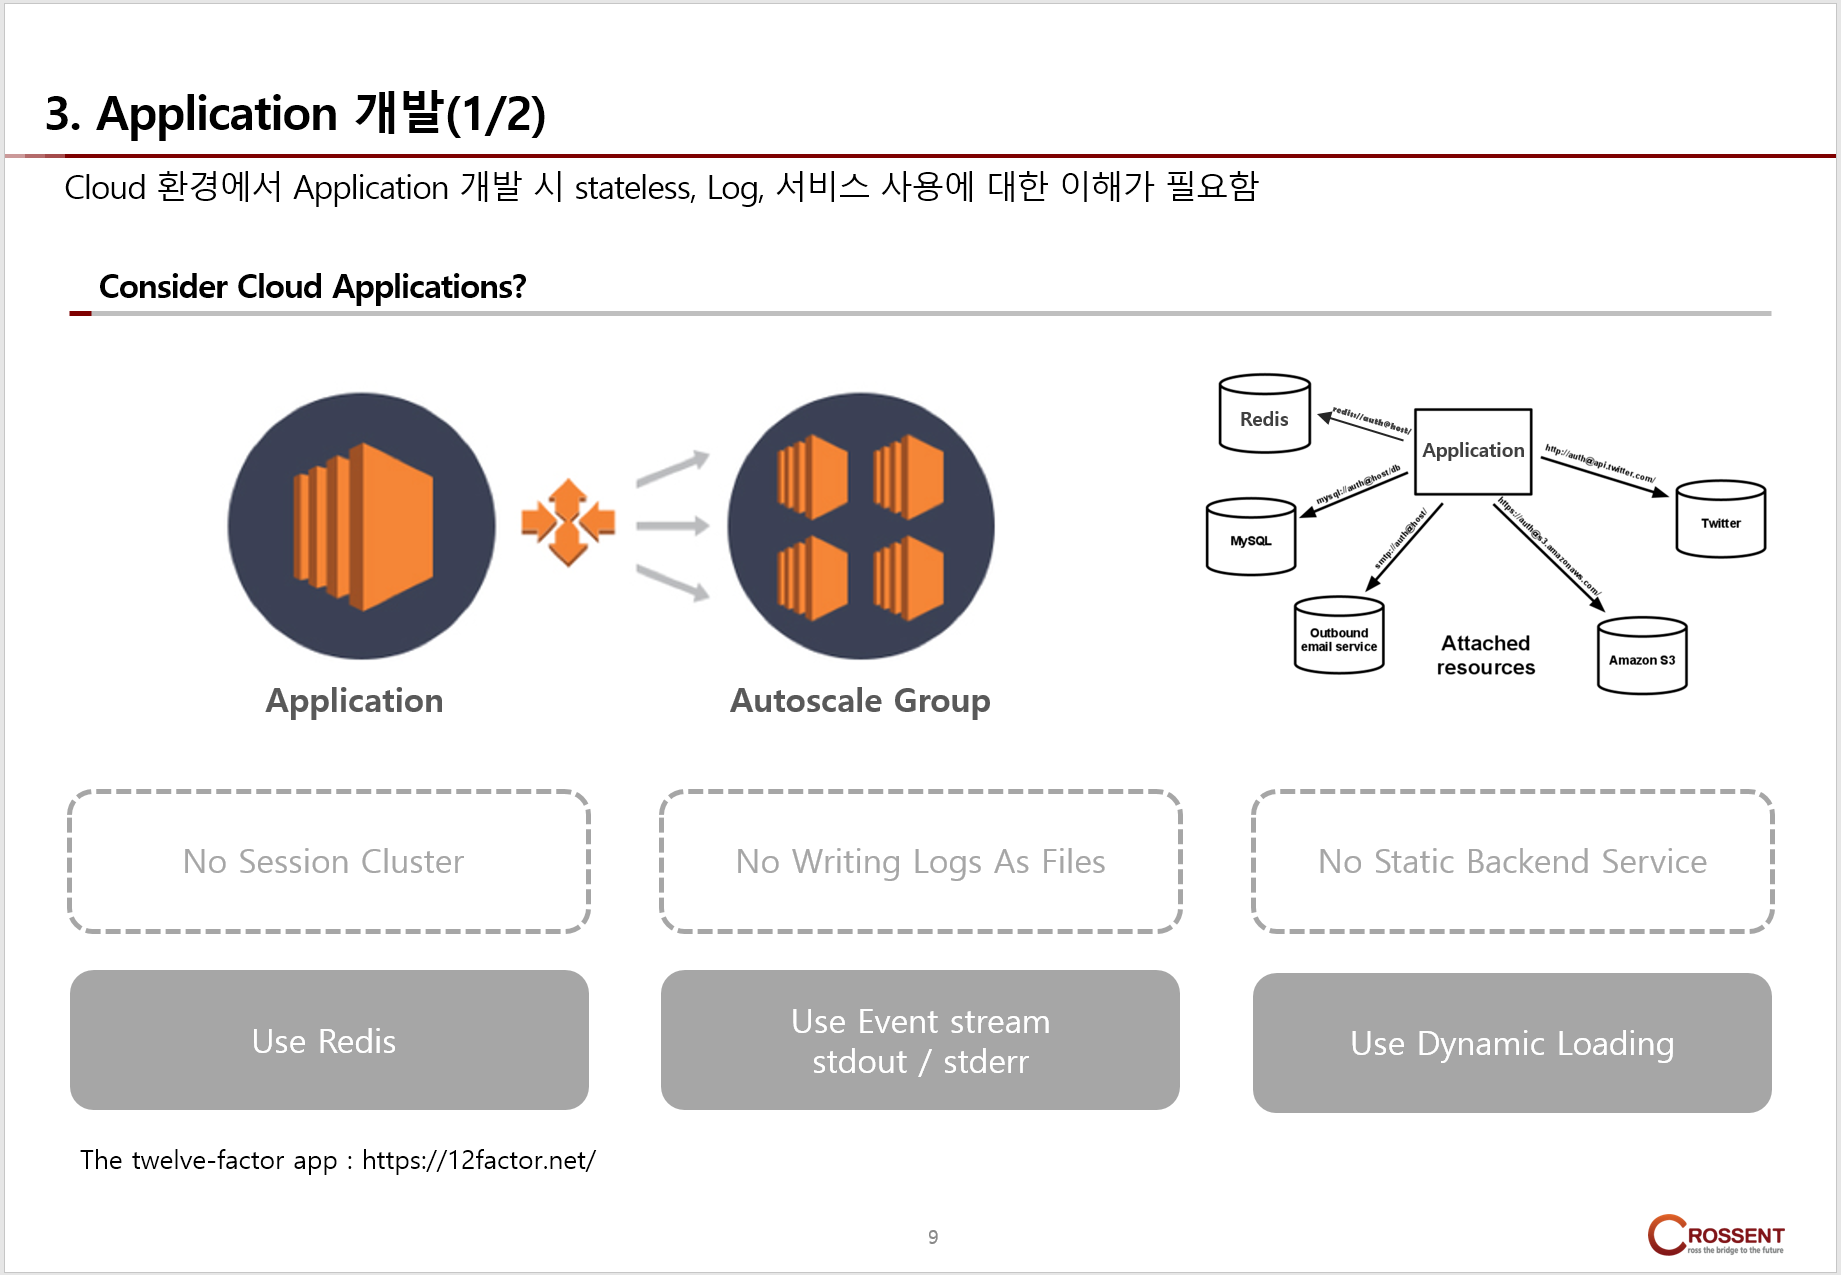 3. Application 개발(1/2)
Cloud 환경에서 Application 개발 시 stateless, Log, 서비스 사용에 대한 이해가 필요함
Consider Cloud Applications?
Application
Autoscale Group
Redis
redis://auth@host/
Application
http://auth@api.twitter.com/
mysql://auth@host/db
MySQL
Twitter
smtp://auth@host/
https://auth@s3.amazonaws.com/
Outbound
email service
Attached
resources
Amazon S3
No Session Cluster
No Writing Logs As Files
No Static Backend Service
Use Redis
Use Event stream
stdout / stderr
Use Dynamic Loading
The twelve-factor app : https://12factor.net/
9
CROSSENT
ross the bridge to the future